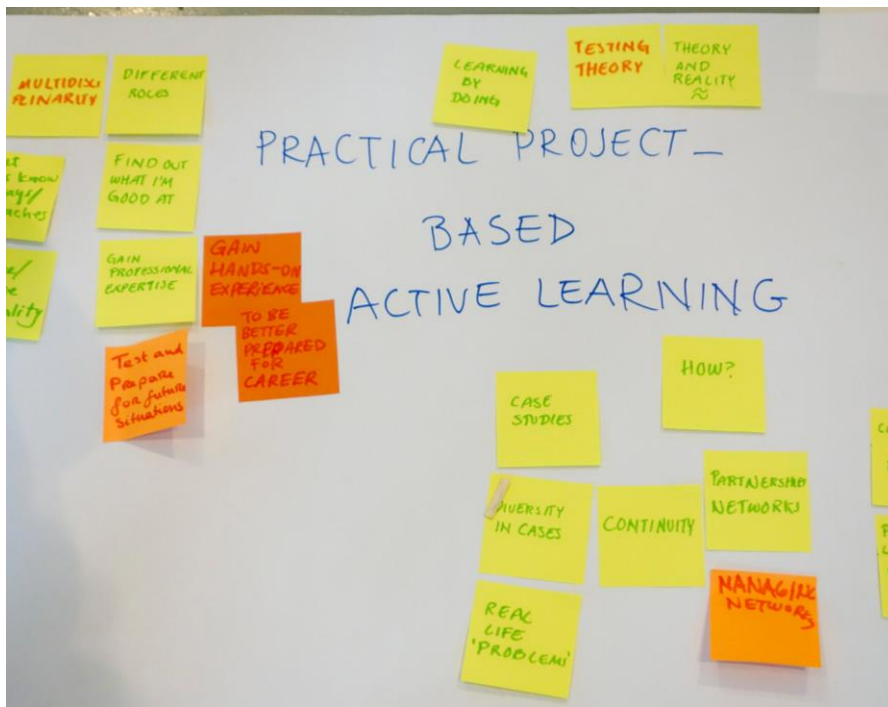 MULTIDISCI
PLINARITY
DIFFERENT
ROLES
LEARNING
BY
DOING
TESTING
THEORY
THEORY
AND
REALITY
≈
PRACTICAL PROJECT_
BASED
ACTIVE LEARNING
KNOW
FIND OUT
WHAT I'M
GOOD AT
GAIN
PROFESSIONAL
EXPERTISE
GAIN
HANDS-ON
EXPERIENCE
TO BE
BETTER
PREPARED
FOR
CAREER
Test and
Prepare
for future
situations
HOW?
CASE
STUDIES
DIVERSITY
IN CASES
CONTINUITY
PARTNERSHIP
NETWORKS
REAL
LIFE
'PROBLEMS'
MANAGING
NETWORKS